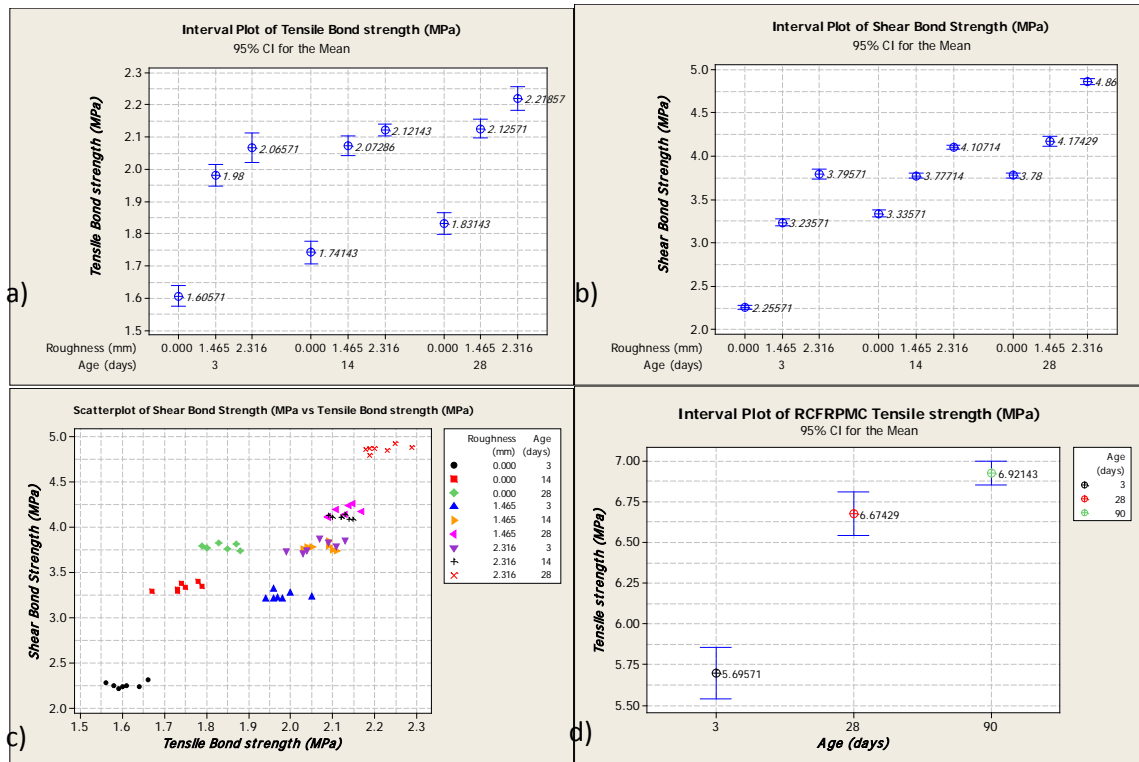 Interval Plot of Tensile Bond strength (MPa)
95% CI for the Mean
Tensile Bond strength (MPa)
2.3
2.2
2.1
2.0
1.9
1.8
1.7
1.6
1.5
1.60571
1.98
2.06571
1.74143
2.07286
2.12143
1.83143
2.12571
2.21857
Roughness (mm) 0.000 1.465 2.316 0.000 1.465 2.316 0.000 1.465 2.316
Age (days) 3 14 28
a)
Interval Plot of Shear Bond Strength (MPa)
95% CI for the Mean
Shear Bond Strength (MPa)
5.0
4.5
4.0
3.5
3.0
2.5
2.0
2.25571
3.23571
3.79571
3.33571
3.77714
4.10714
3.78
4.17429
4.86
Roughness (mm) 0.000 1.465 2.316 0.000 1.465 2.316 0.000 1.465 2.316
Age (days) 3 14 28
b)
Scatterplot of Shear Bond Strength (MPa vs Tensile Bond strength (MPa)
Shear Bond Strength (MPa)
5.0
4.5
4.0
3.5
3.0
2.5
2.0
1.5 1.6 1.7 1.8 1.9 2.0 2.1 2.2 2.3
Tensile Bond strength (MPa)
Roughness Age
(mm) (days)
0.000 3
0.000 14
0.000 28
1.465 3
1.465 14
1.465 28
2.316 3
2.316 14
2.316 28
c)
Interval Plot of RCFRPMC Tensile strength (MPa)
95% CI for the Mean
Tensile strength (MPa)
7.00
6.75
6.50
6.25
6.00
5.75
5.50
5.69571
6.67429
6.92143
3 28 90
Age (days)
Age
(days)
3
28
90
d)